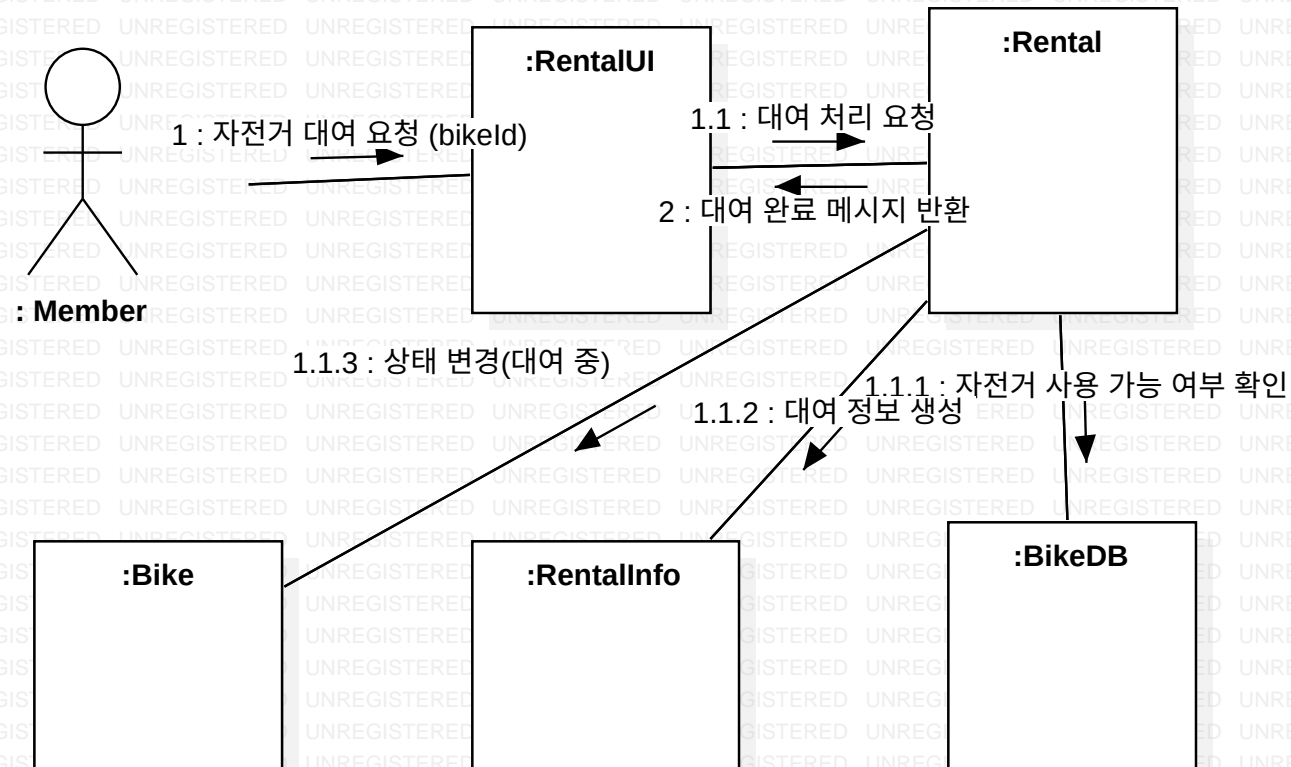 :Rental
:RentalUI
1.1 : 대여 처리 요청
1 : 자전거 대여 요청 (bikeId)
2 : 대여 완료 메시지 반환
: Member
1.1.3 : 상태 변경(대여 중)
1.1.1 : 자전거 사용 가능 여부 확인
1.1.2 : 대여 정보 생성
:BikeDB
:Bike
:RentalInfo
UNREGISTERED